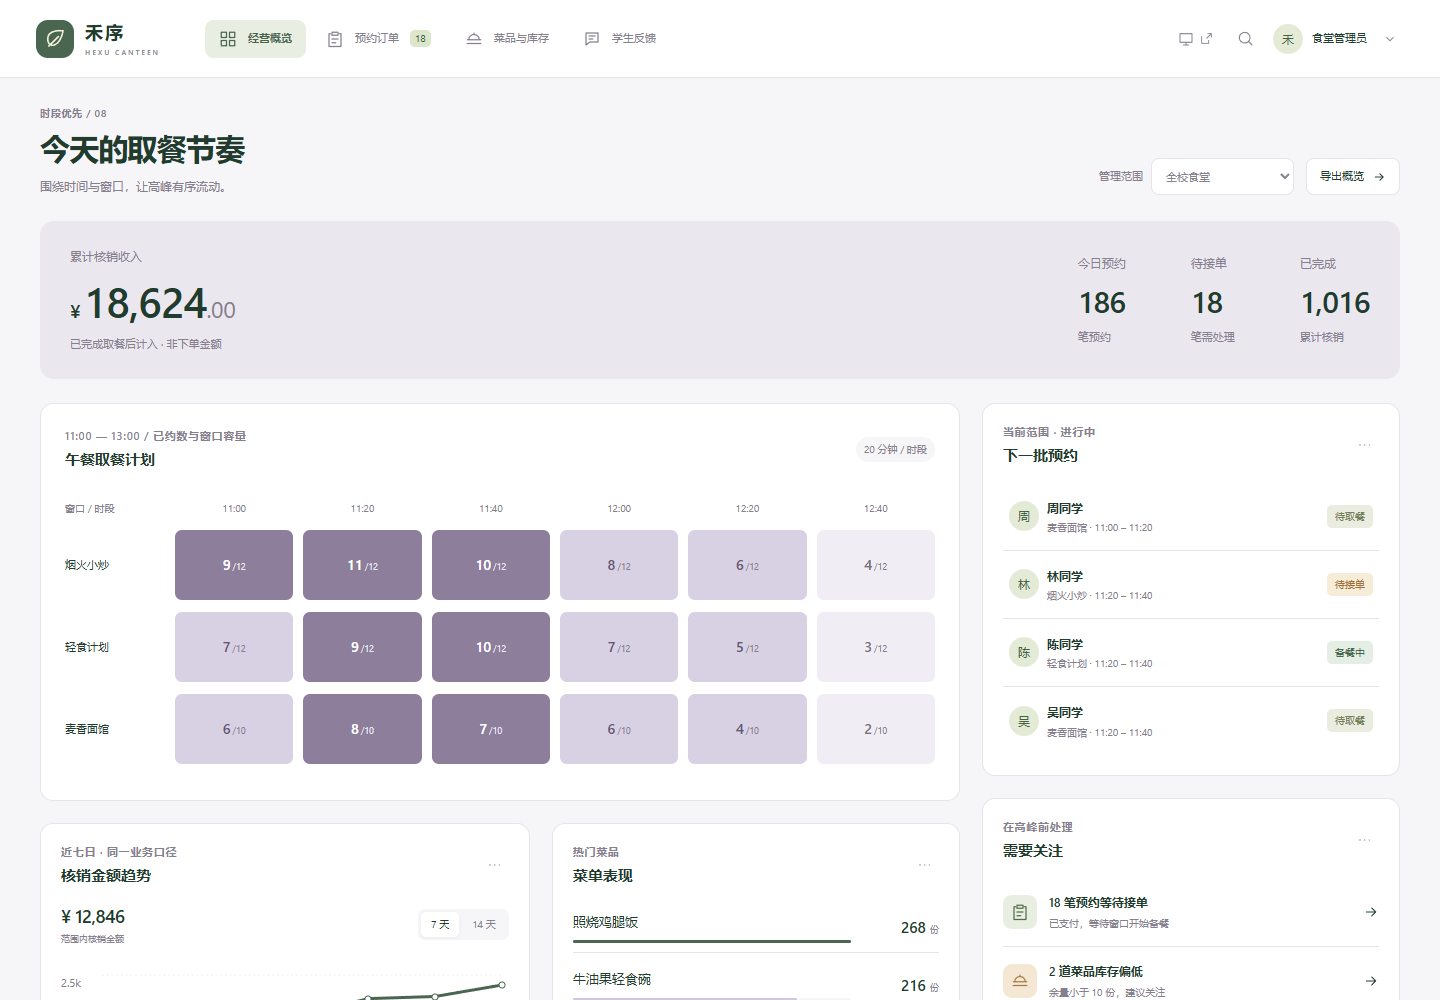 禾序
HEXU CANTEEN
经营概览
预约订单 18
菜品与库存
学生反馈
禾 食堂管理员
时段优先 / 08
今天的取餐节奏
围绕时间与窗口，让高峰有序流动。
管理范围 全校食堂
导出概览 →
累计核销收入
¥ 18,624.00
已完成取餐后计入 · 非下单金额
今日预约 待接单 已完成
186 18 1,016
笔预约 笔需处理 累计核销
11:00 — 13:00 / 已约数与窗口容量
午餐取餐计划
20 分钟 / 时段
窗口 / 时段 11:00 11:20 11:40 12:00 12:20 12:40
烟火小炒 9/12 11/12 10/12 8/12 6/12 4/12
轻食计划 7/12 9/12 10/12 7/12 5/12 3/12
麦香面馆 6/10 8/10 7/10 6/10 4/10 2/10
当前范围 · 进行中
下一批预约
周 周同学
麦香面馆 · 11:00 – 11:20
待取餐
林 林同学
烟火小炒 · 11:20 – 11:40
待接单
陈 陈同学
轻食计划 · 11:20 – 11:40
备餐中
吴 吴同学
麦香面馆 · 11:20 – 11:40
待取餐
近七日 · 同一业务口径
核销金额趋势
¥ 12,846
范围内核销金额
7 天 14 天
2.5k
热门菜品
菜单表现
照烧鸡腿饭 268 份
牛油果轻食碗 216 份
在高峰前处理
需要关注
18 笔预约等待接单
已支付，等待窗口开始备餐
2 道菜品库存偏低
余量小于 10 份，建议关注